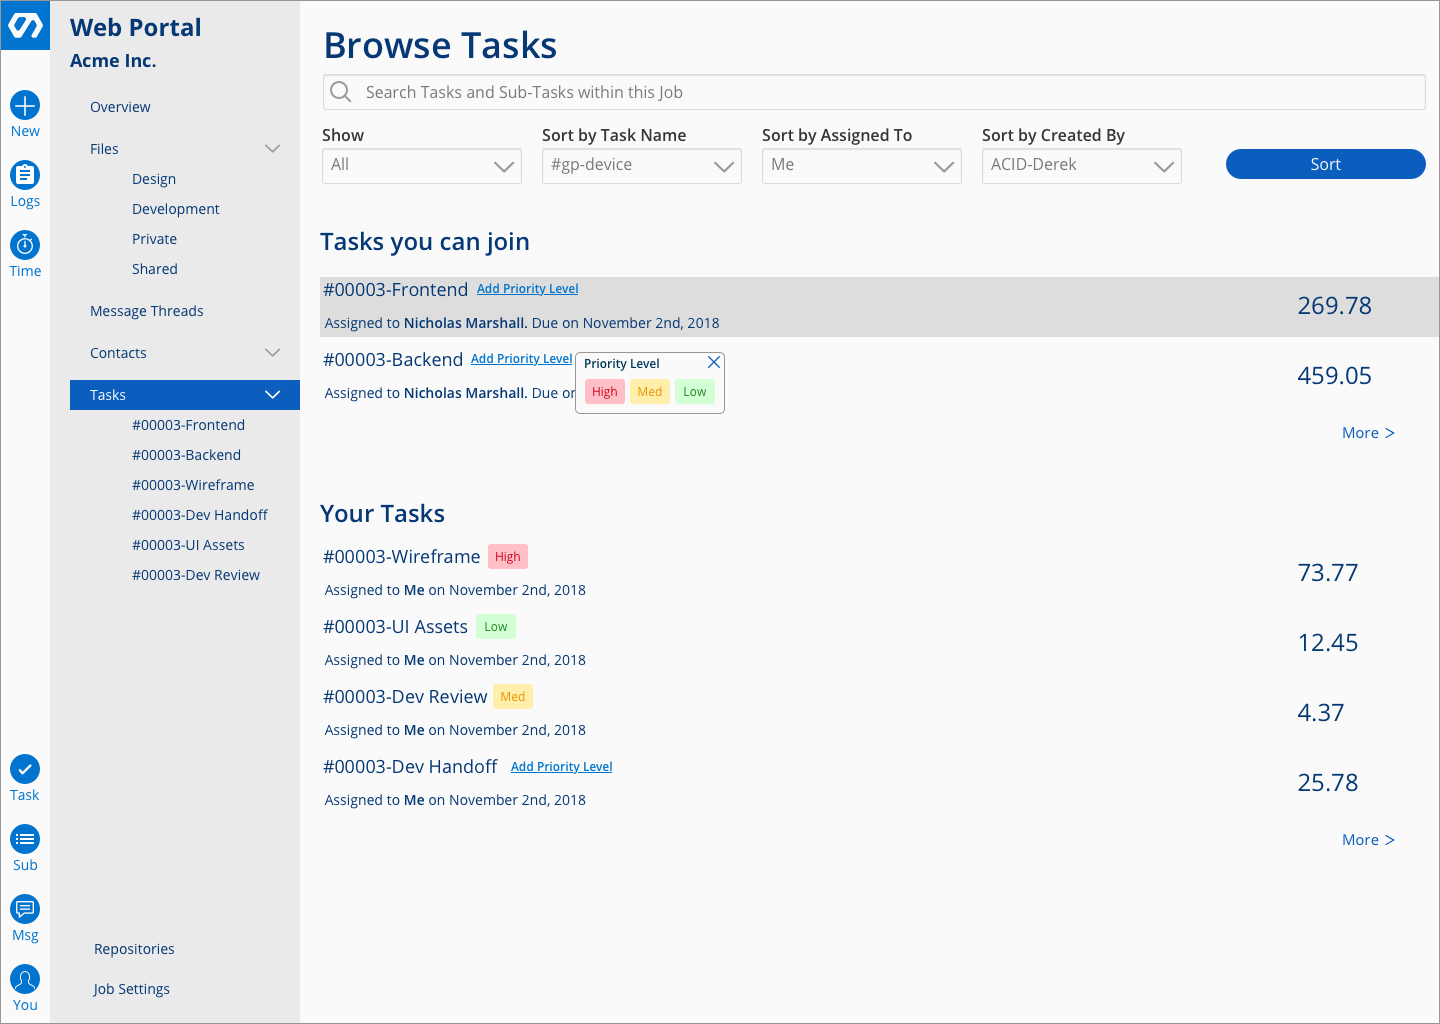 Web Portal
Acme Inc.
New
Logs
Time
Task
Sub
Msg
You
Overview
Files
Design
Development
Private
Shared
Message Threads
Contacts
Tasks
#00003-Frontend
#00003-Backend
#00003-Wireframe
#00003-Dev Handoff
#00003-UI Assets
#00003-Dev Review
Repositories
Job Settings
Browse Tasks
Search Tasks and Sub-Tasks within this Job
Show
All
Sort by Task Name
#gp-device
Sort by Assigned To
Me
Sort by Created By
ACID-Derek
Sort
Tasks you can join
#00003-Frontend Add Priority Level
Assigned to Nicholas Marshall. Due on November 2nd, 2018
269.78
#00003-Backend Add Priority Level
Assigned to Nicholas Marshall. Due
459.05
Priority Level
High Med Low
More >
Your Tasks
#00003-Wireframe High
Assigned to Me on November 2nd, 2018
73.77
#00003-UI Assets Low
Assigned to Me on November 2nd, 2018
12.45
#00003-Dev Review Med
Assigned to Me on November 2nd, 2018
4.37
#00003-Dev Handoff Add Priority Level
Assigned to Me on November 2nd, 2018
25.78
More >